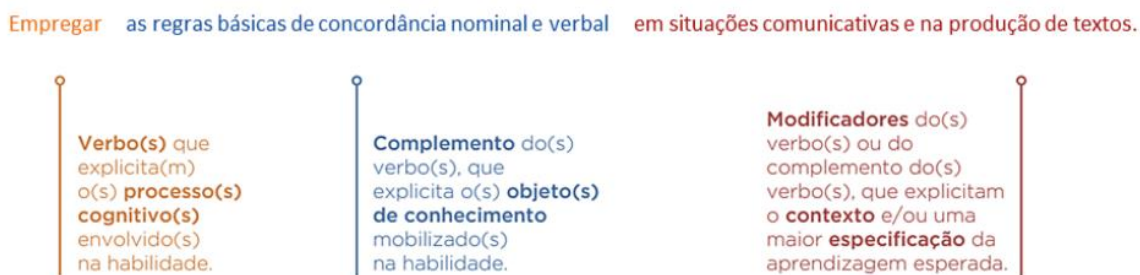 Empregar as regras básicas de concordância nominal e verbal em situações comunicativas e na produção de textos.
Verbo(s) que
explicita(m)
o(s) processo(s)
cognitivo(s)
envolvido(s)
na habilidade.
Complemento do(s)
verbo(s), que
explicita o(s) objeto(s)
de conhecimento
mobilizado(s)
na habilidade.
Modificadores do(s)
verbo(s) ou do
complemento do(s)
verbo(s), que explicitam
o contexto e/ou uma
maior especificação da
aprendizagem esperada.